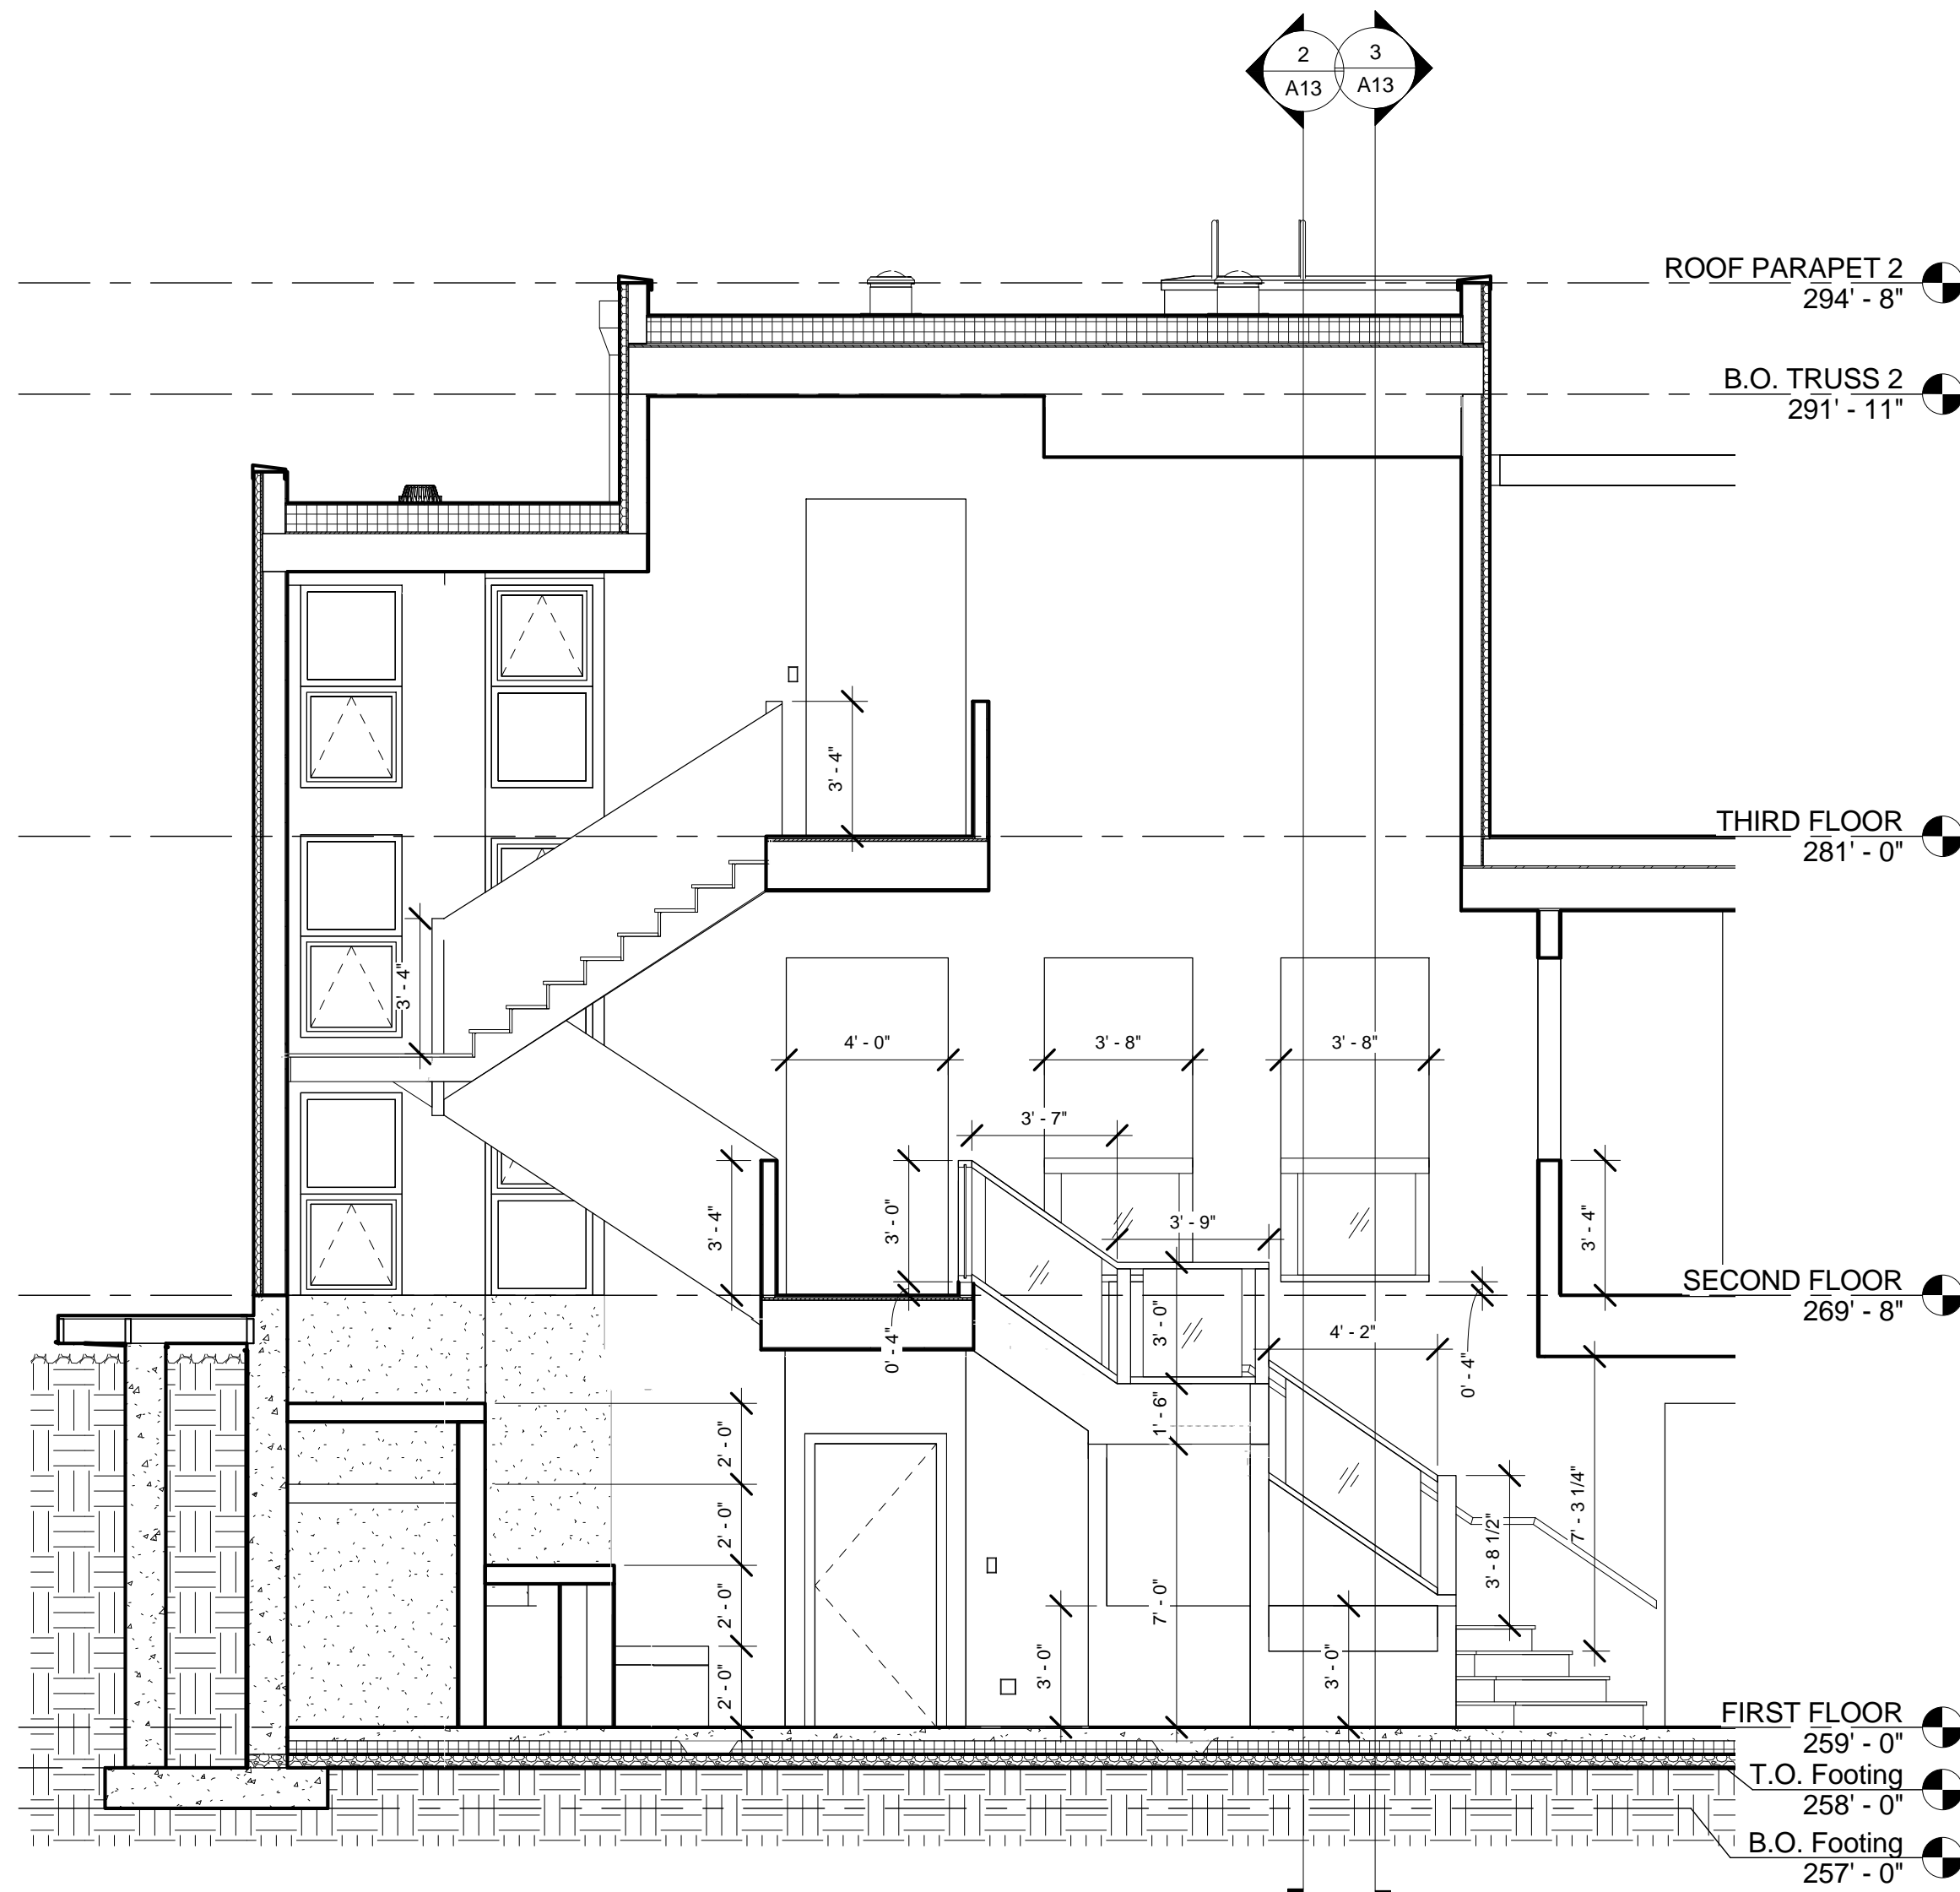 2
A13
3
A13
ROOF PARAPET 2
294' - 8"
B.O. TRUSS 2
291' - 11"
3' - 4"
THIRD FLOOR
281' - 0"
3' - 4"
4' - 0"
3' - 8"
3' - 8"
3' - 7"
3' - 4"
3' - 0"
3' - 9"
3' - 4"
SECOND FLOOR
269' - 8"
0' - 4"
3' - 0"
4' - 2"
0' - 4"
1' - 6"
2' - 0"
2' - 0"
2' - 0"
2' - 0"
7' - 3 1/4"
3' - 8 1/2"
7' - 0"
3' - 0"
3' - 0"
FIRST FLOOR
259' - 0"
T.O. Footing
258' - 0"
B.O. Footing
257' - 0"